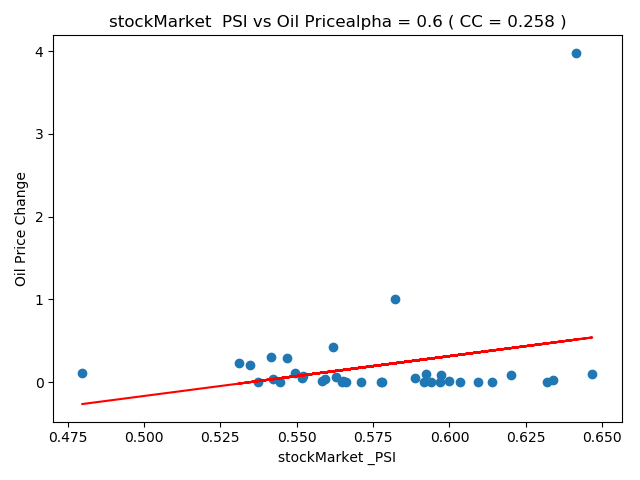 stockMarket  PSI vs Oil Pricealpha = 0.6 ( CC = 0.258 )
Oil Price Change
4
3
2
1
0
0.475 0.500 0.525 0.550 0.575 0.600 0.625 0.650
stockMarket _PSI